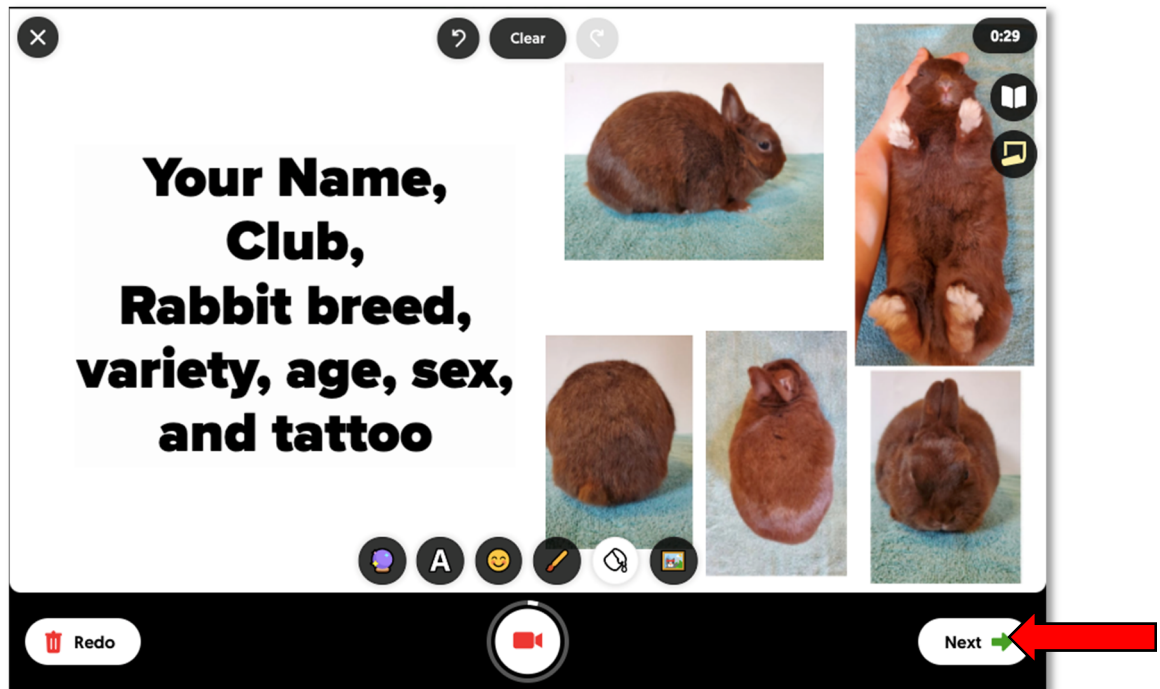 Clear
0:29
Your Name,
Club,
Rabbit breed,
variety, age, sex,
and tattoo
A
Redo
Next